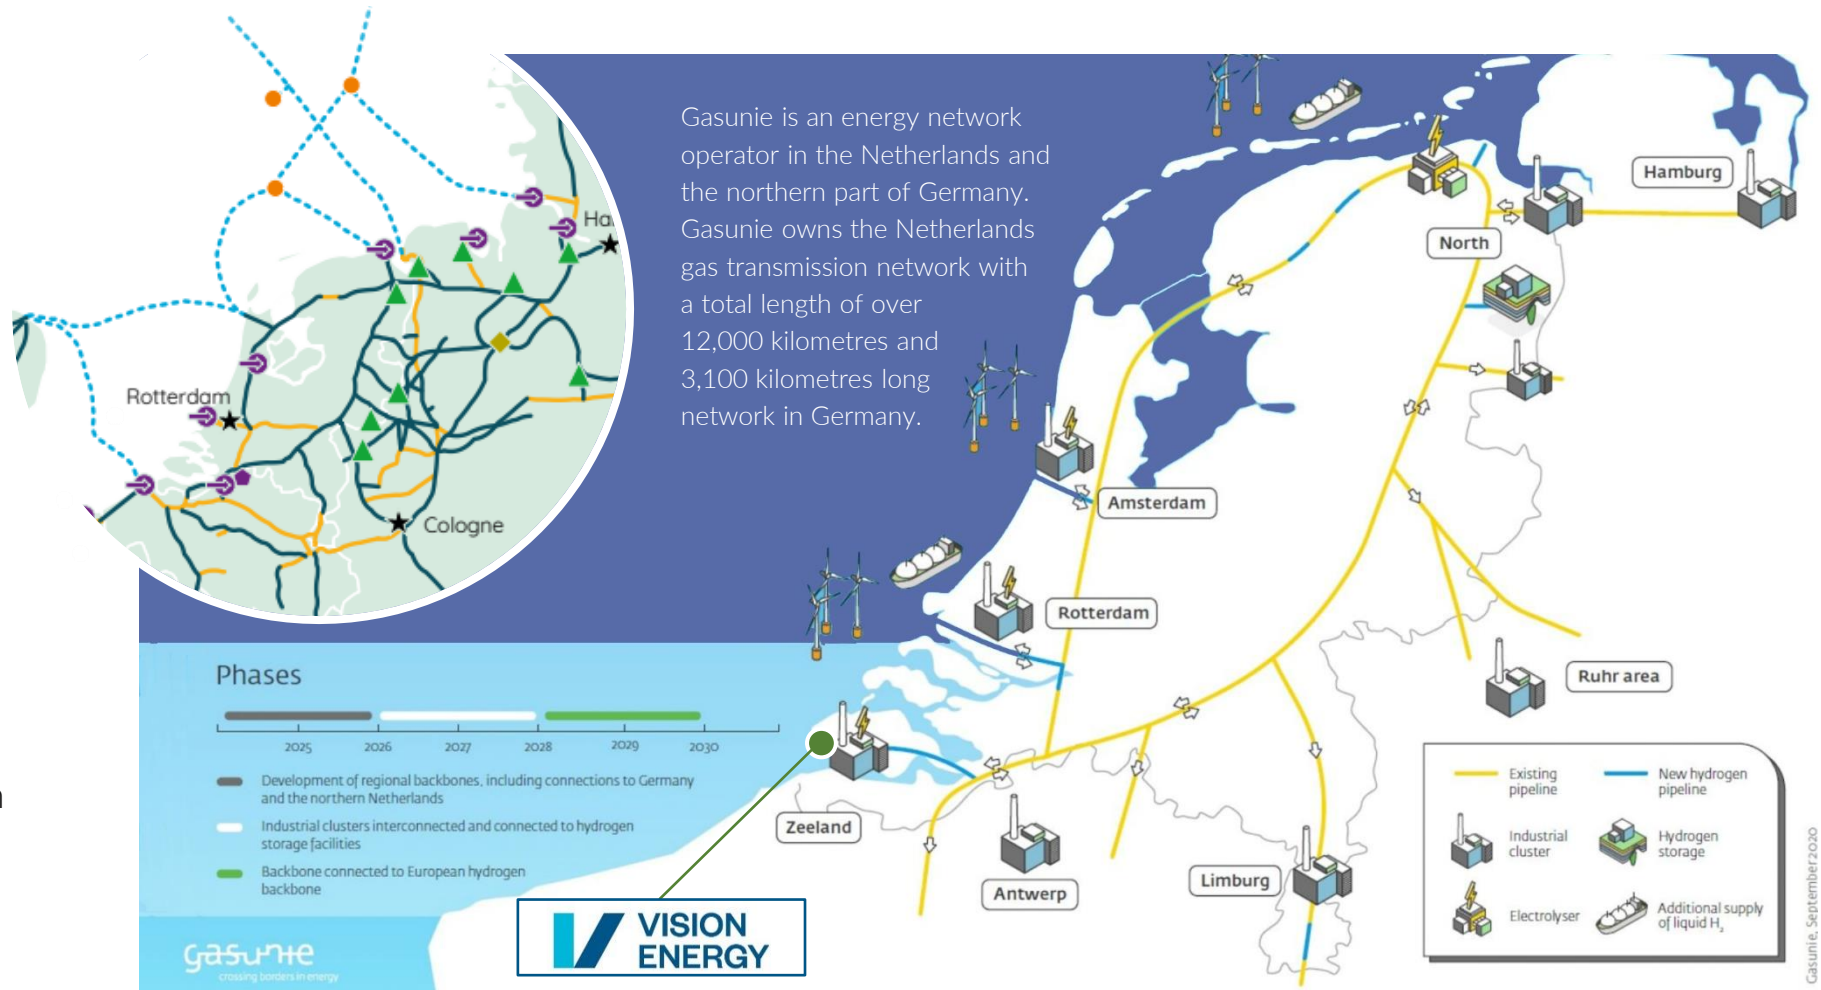 Gasunie is an energy network
operator in the Netherlands and
the northern part of Germany.
Gasunie owns the Netherlands
gas transmission network with
a total length of over
12,000 kilometres and
3,100 kilometres long
network in Germany.
Ha
Rotterdam
Cologne
Hamburg
North
Amsterdam
Rotterdam
Ruhr area
Zeeland
Antwerp
Limburg
Phases
2025 2026 2027 2028 2029 2030
Development of regional backbones, including connections to Germany
and the northern Netherlands
Industrial clusters interconnected and connected to hydrogen
storage facilities
Backbone connected to European hydrogen
backbone
gasunie
crossing borders in energy
VISION
ENERGY
Existing
pipeline
New hydrogen
pipeline
Industrial
cluster
Hydrogen
storage
Electrolyser
Additional supply
of liquid H₂
Gasunie, September 2020